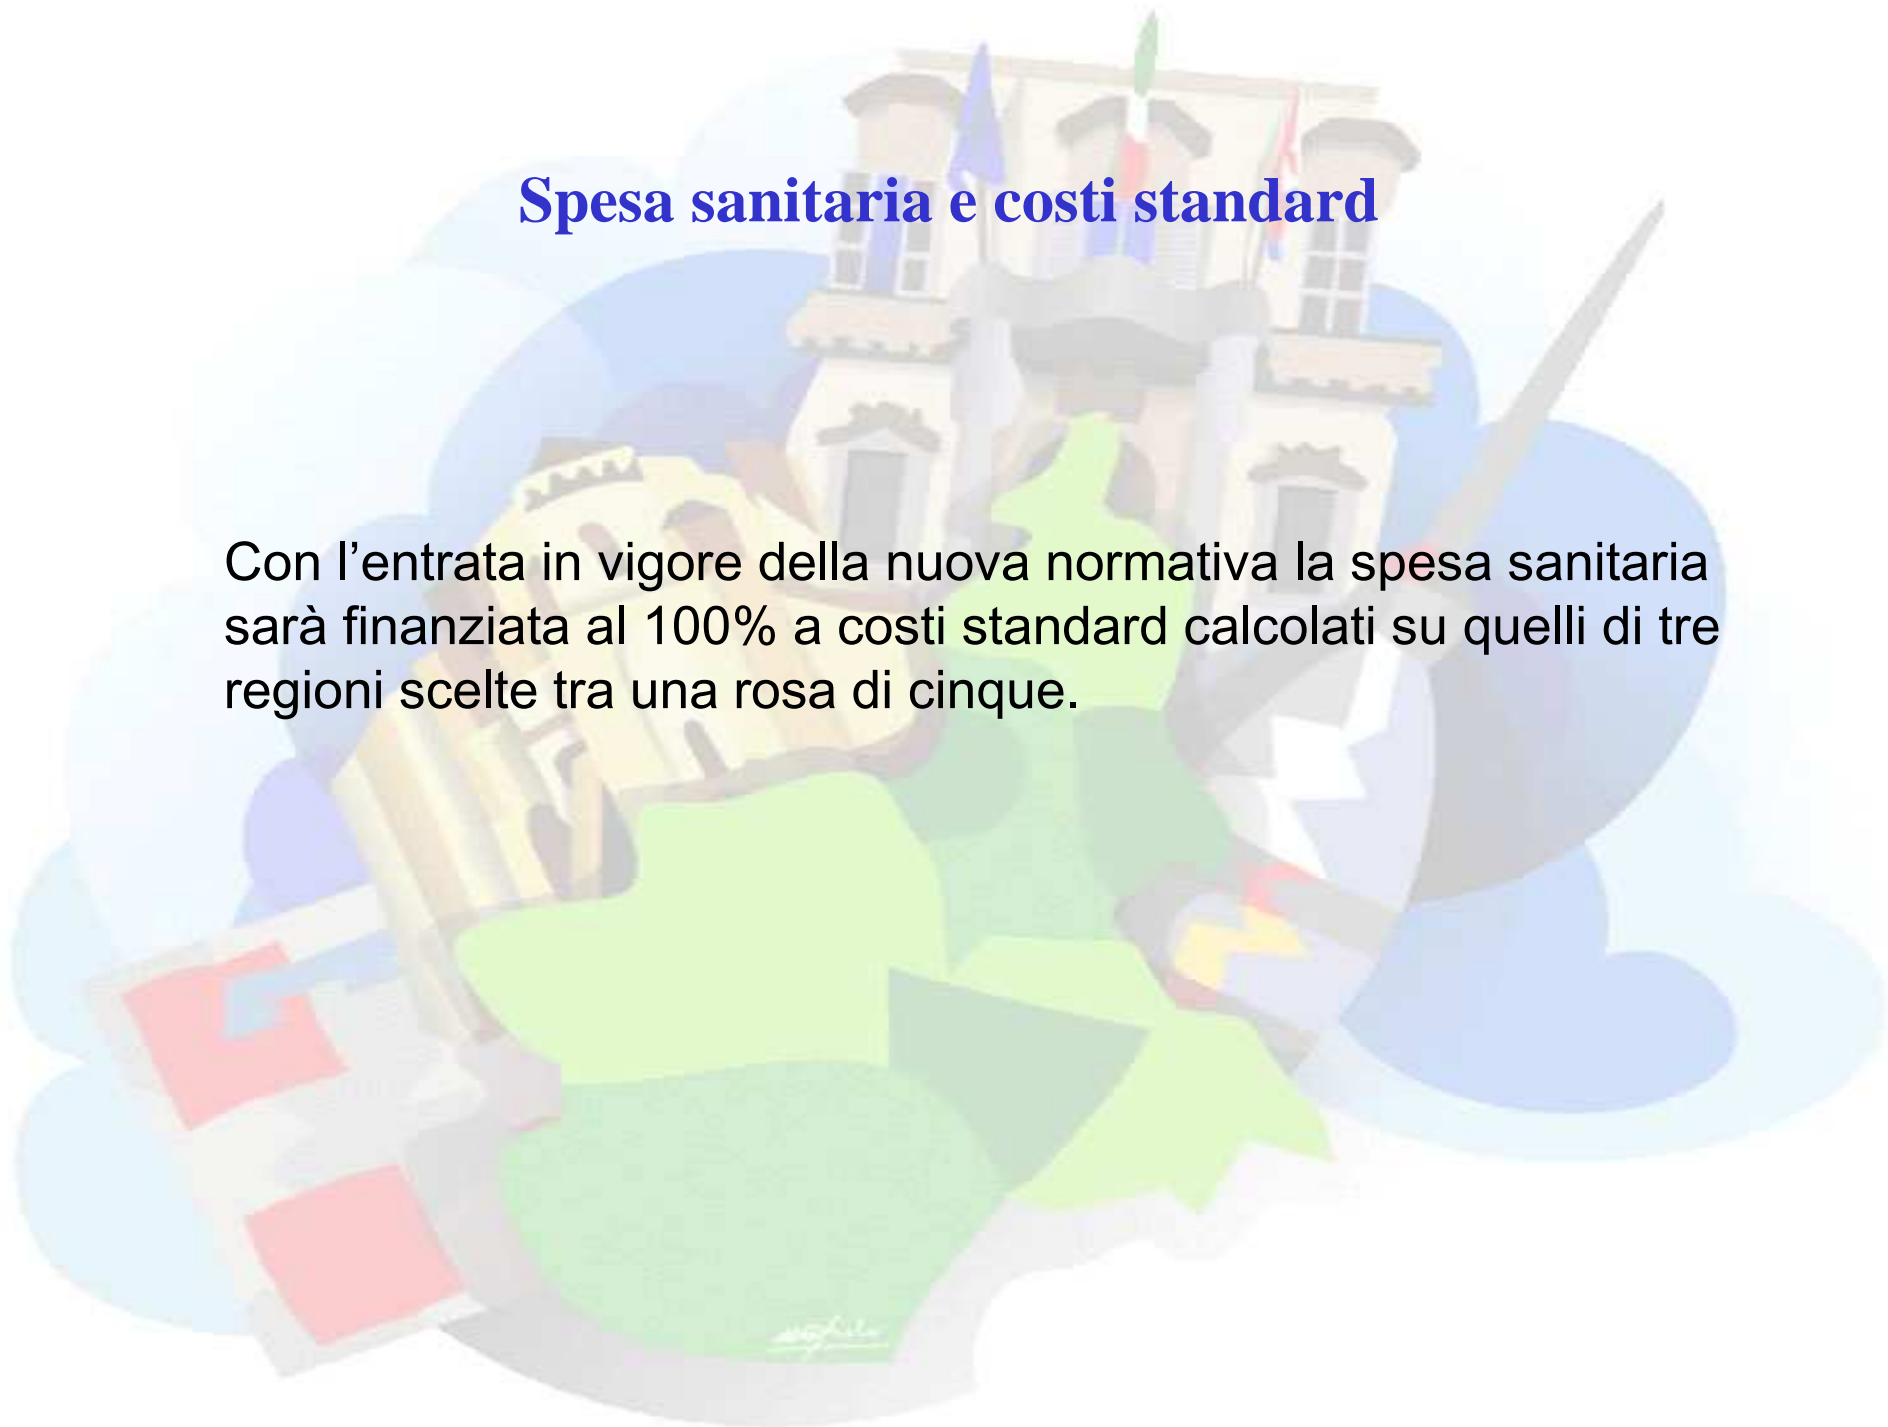 Spesa sanitaria e costi standard
Con l’entrata in vigore della nuova normativa la spesa sanitaria
sarà finanziata al 100% a costi standard calcolati su quelli di tre
regioni scelte tra una rosa di cinque.